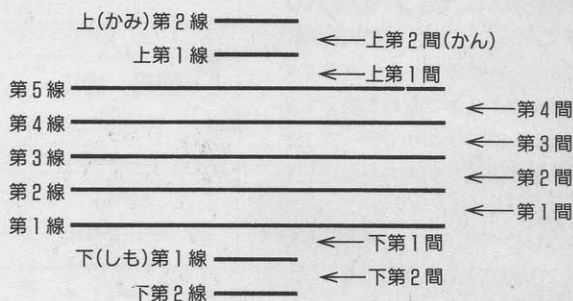 上(かみ)第2線
上第2間(かん)
上第1線
上第1間
第5線
第4間
第4線
第3間
第3線
第2間
第2線
第1間
第1線
下第1間
下(しも)第1線
下第2間
下第2線